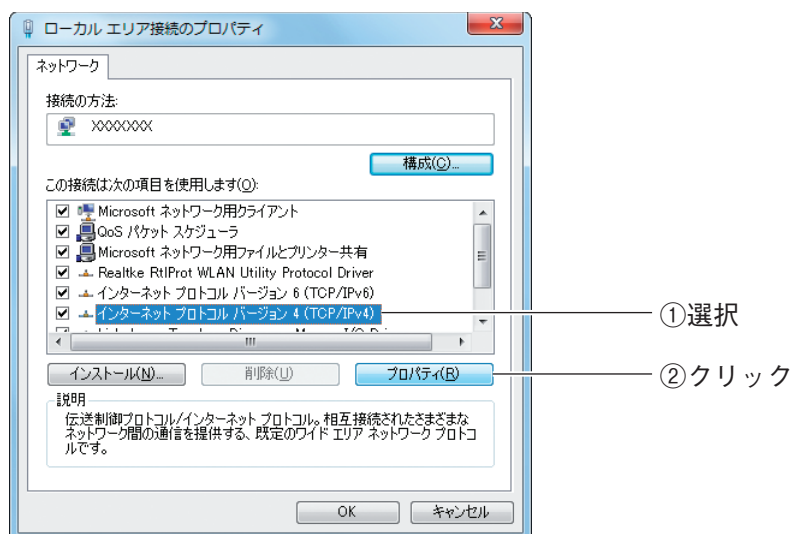 ローカル エリア接続のプロパティ
ネットワーク
接続の方法:
XXXXXXXX
構成(C)...
この接続は次の項目を使用します(O):
Microsoft ネットワーク用クライアント
QoS パケット スケジューラ
Microsoft ネットワーク用ファイルとプリンター共有
Realtke RtlProt WLAN Utility Protocol Driver
インターネット プロトコル バージョン 6 (TCP/IPv6)
インターネット プロトコル バージョン 4 (TCP/IPv4)
①選択
インストール(N)...
削除(U)
プロパティ(R)
②クリック
説明
伝送制御プロトコル/インターネット プロトコル。相互接続されたさまざまな
ネットワーク間の通信を提供する、既定のワイド エリア ネットワーク プロトコ
ルです。
OK
キャンセル